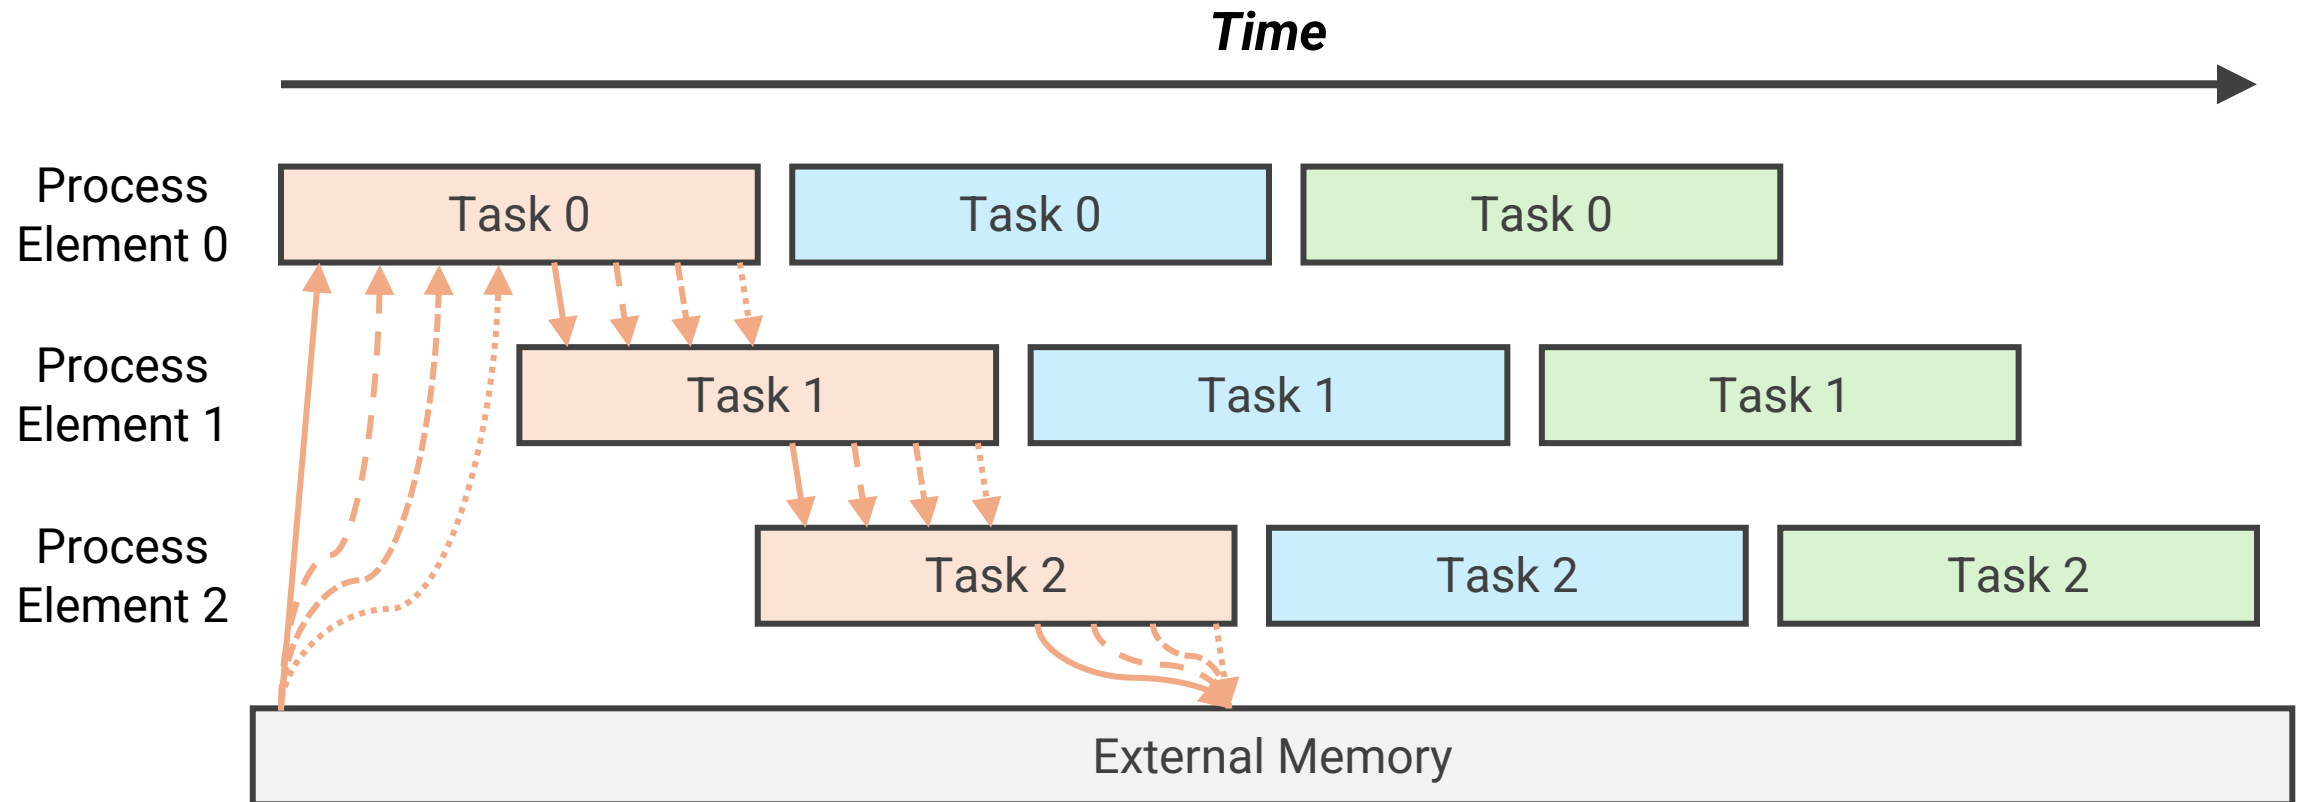 Time
Process
Element 0
Task 0
Task 0
Task 0
Process
Element 1
Task 1
Task 1
Task 1
Process
Element 2
Task 2
Task 2
Task 2
External Memory